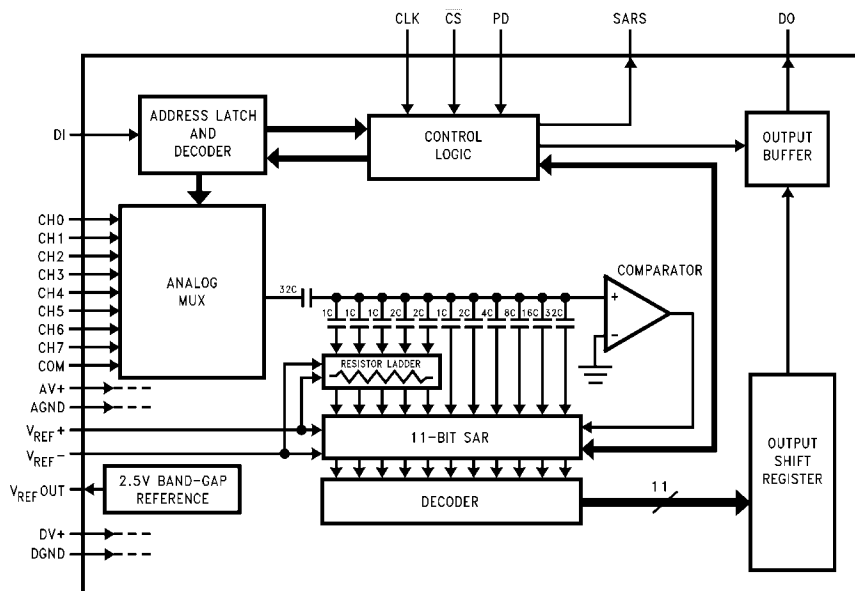 CLK CS PD SARS DO
DI
ADDRESS LATCH
AND
DECODER
CONTROL
LOGIC
OUTPUT
BUFFER
CH0
CH1
CH2
CH3
CH4
CH5
CH6
CH7
COM
AV+
AGND
VREF+
VREF-
VREFOUT
DV+
DGND
ANALOG
MUX
32C
1C 1C 1C 2C 2C 1C 2C 4C 8C 16C 32C
COMPARATOR
+
-
RESISTOR LADDER
11-BIT SAR
DECODER
11
2.5V BAND-GAP
REFERENCE
OUTPUT
SHIFT
REGISTER